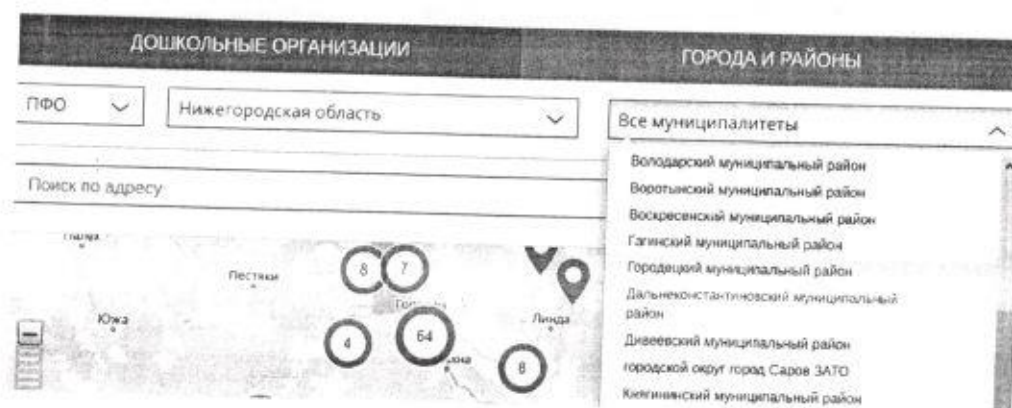 ДОШКОЛЬНЫЕ ОРГАНИЗАЦИИ
ГОРОДА И РАЙОНЫ
ПФО
Нижегородская область
Все муниципалитеты
Поиск по адресу
Володарский муниципальный район
Воротынский муниципальный район
Воскресенский муниципальный район
Гагинский муниципальный район
Городецкий муниципальный район
Дальнеконстантиновский муниципальный
район
Дивеевский муниципальный район
городской округ город Саров ЗАТО
Княгининский муниципальный район
Пестяки
8
7
Южа
Линда
4
64
8